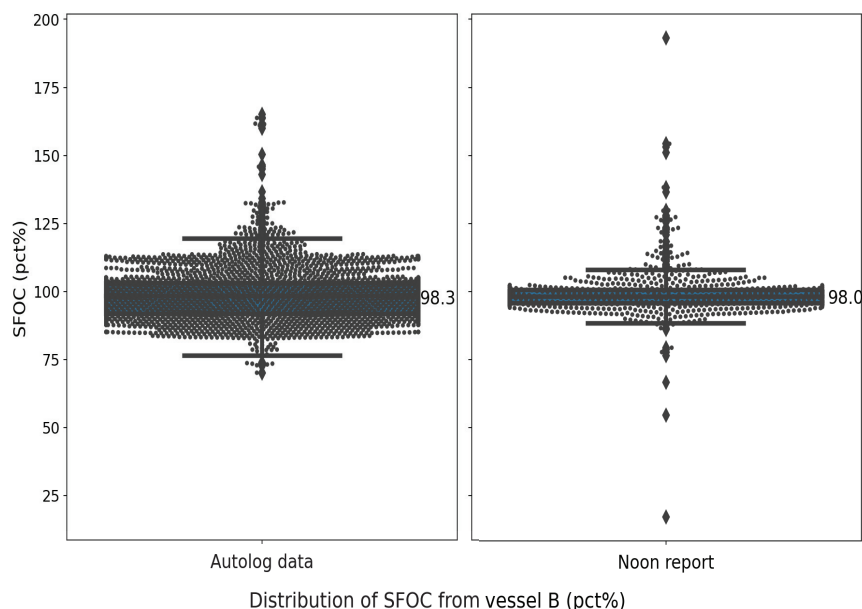 200
175
150
125
100
75
50
25
SFOC (pct%)
98.3
98.0
Autolog data
Noon report
Distribution of SFOC from vessel B (pct%)